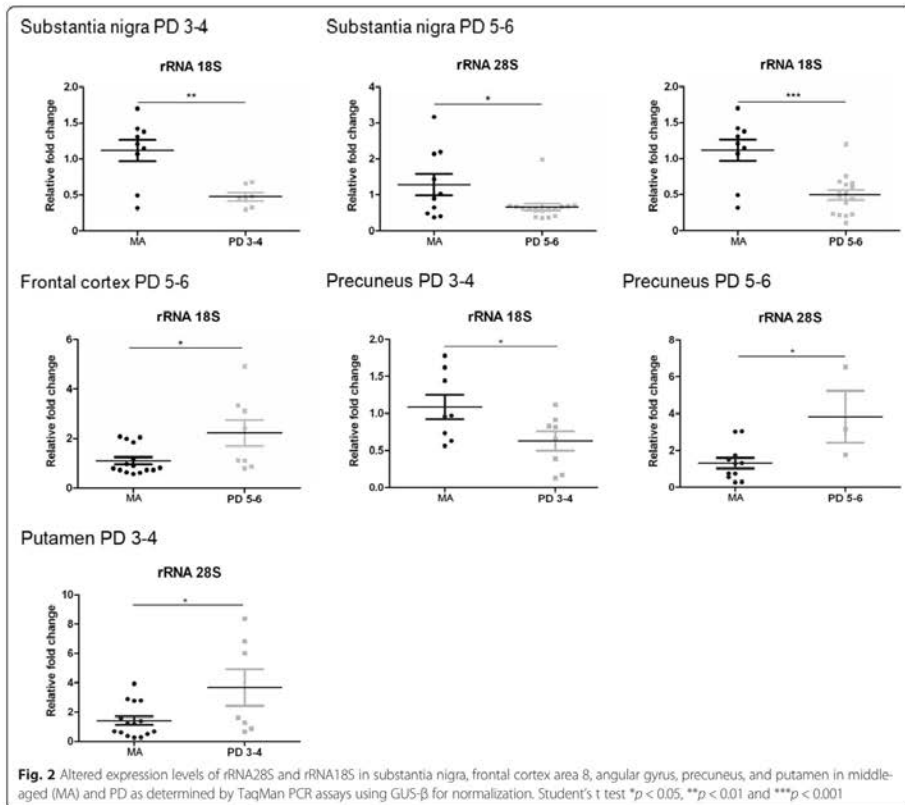 Substantia nigra PD 3-4
Substantia nigra PD 5-6
rRNA 18S
**
Relative fold change
2.0
1.5
1.0
0.5
0.0
MA
PD 3-4
rRNA 28S
*
Relative fold change
4
3
2
1
0
MA
PD 5-6
rRNA 18S
***
Relative fold change
2.0
1.5
1.0
0.5
0.0
MA
PD 5-6
Frontal cortex PD 5-6
rRNA 18S
*
Relative fold change
6
4
2
0
MA
PD 5-6
Precuneus PD 3-4
rRNA 18S
*
Relative fold change
2.0
1.5
1.0
0.5
0.0
MA
PD 3-4
Precuneus PD 5-6
rRNA 28S
*
Relative fold change
8
6
4
2
0
MA
PD 5-6
Putamen PD 3-4
rRNA 28S
*
Relative fold change
10
8
6
4
2
0
MA
PD 3-4
Fig. 2 Altered expression levels of rRNA28S and rRNA18S in substantia nigra, frontal cortex area 8, angular gyrus, precuneus, and putamen in middle-
aged (MA) and PD as determined by TaqMan PCR assays using GUS-β for normalization. Student's t test *p < 0.05, **p < 0.01 and ***p < 0.001